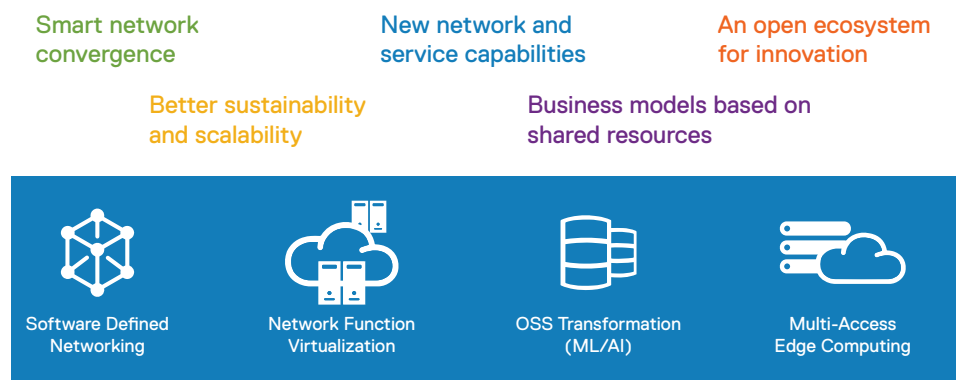 Smart network
convergence
New network and
service capabilities
An open ecosystem
for innovation
Better sustainability
and scalability
Business models based on
shared resources
Software Defined
Networking
Network Function
Virtualization
OSS Transformation
(ML/AI)
Multi-Access
Edge Computing